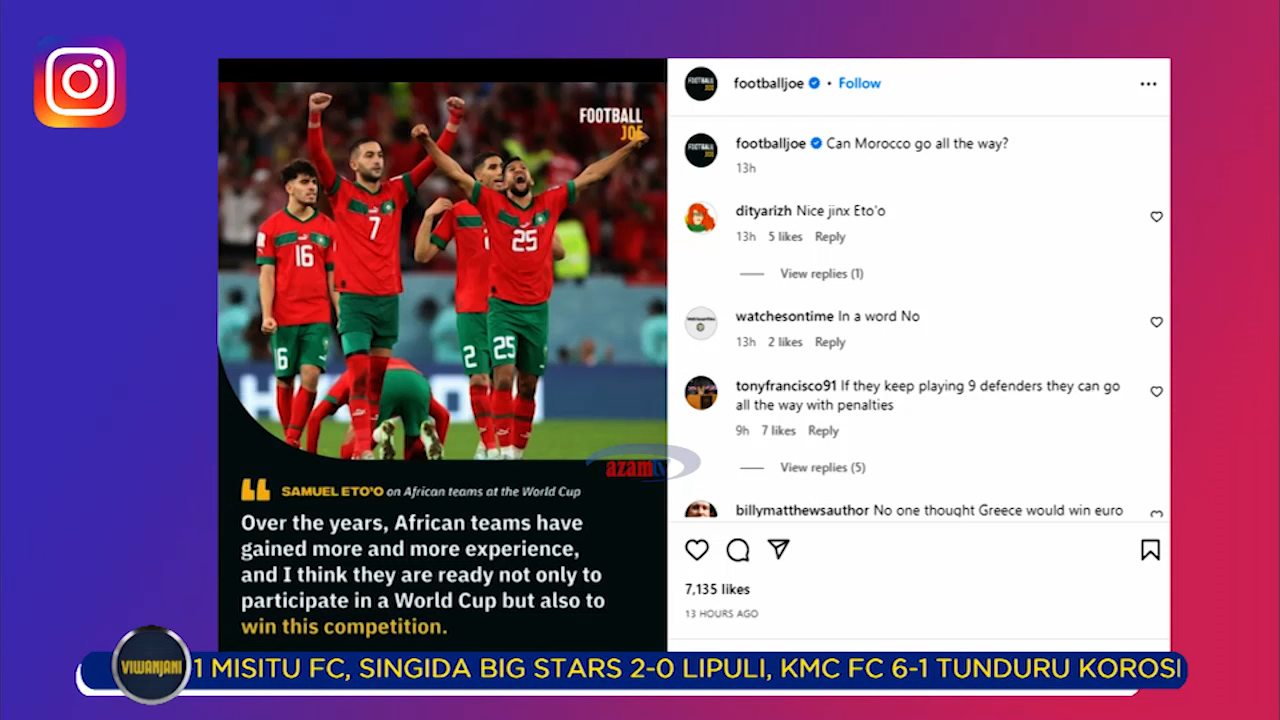 FOOTBALL
JOE
16
7
25
6
2
25
SAMUEL ETO'O on African teams at the World Cup
Over the years, African teams have
gained more and more experience,
and I think they are ready not only to
participate in a World Cup but also to
win this competition.
FOOTBALL
JOE
footballjoe • Follow
FOOTBALL
JOE
footballjoe Can Morocco go all the way?
13h
dityarizh Nice jinx Eto'o
13h 5 likes Reply
View replies (1)
watchesontime In a word No
13h 2 likes Reply
tonyfrancisco91 If they keep playing 9 defenders they can go
all the way with penalties
9h 7 likes Reply
View replies (5)
billymatthewsauthor No one thought Greece would win euro
7,135 likes
13 HOURS AGO
azamtv
VIWANJANI
1 MISITU FC, SINGIDA BIG STARS 2-0 LIPULI, KMC FC 6-1 TUNDURU KOROSI